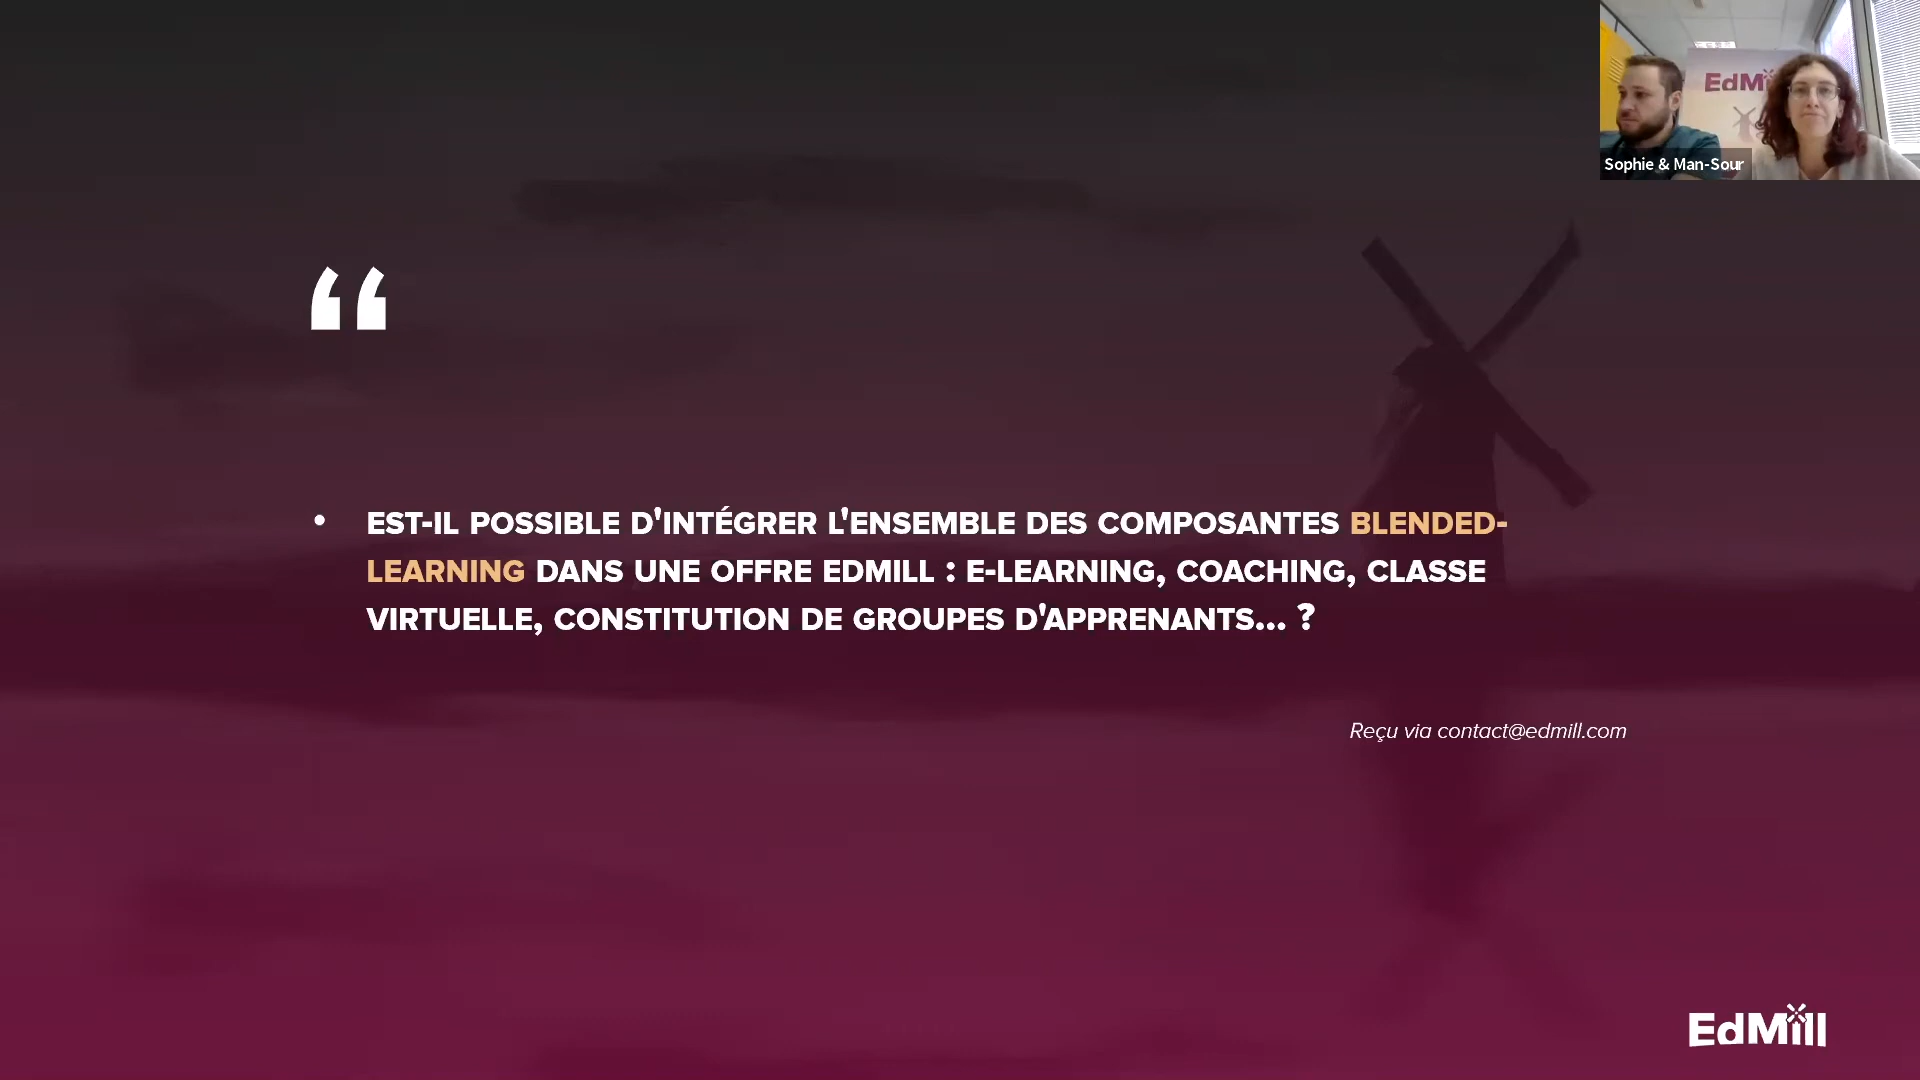 EdMi
Sophie & Man-Sour
“
• EST-IL POSSIBLE D'INTÉGRER L'ENSEMBLE DES COMPOSANTES BLENDED-
LEARNING DANS UNE OFFRE EDMILL : E-LEARNING, COACHING, CLASSE
VIRTUELLE, CONSTITUTION DE GROUPES D'APPRENANTS... ?
Reçu via contact@edmill.com
EdMill